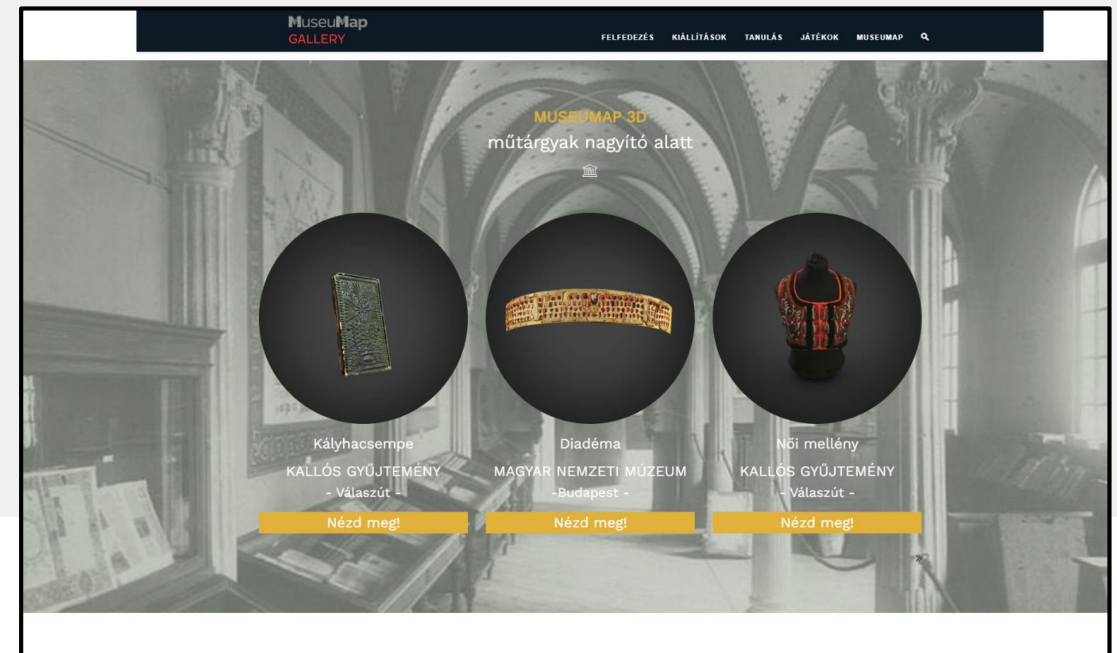 MuseuMap
GALLERY
FELFEDEZÉS KIÁLLÍTÁSOK TANULÁS JÁTÉKOK MUSEUMAP
MUSEUMAP 3D
műtárgyak nagyító alatt
Kályhacsempe
KALLÓS GYŰJTEMÉNY
- Válaszút -
Nézd meg!
Diadéma
MAGYAR NEMZETI MÚZEUM
-Budapest -
Nézd meg!
Női mellény
KALLÓS GYŰJTEMÉNY
- Válaszút -
Nézd meg!
»